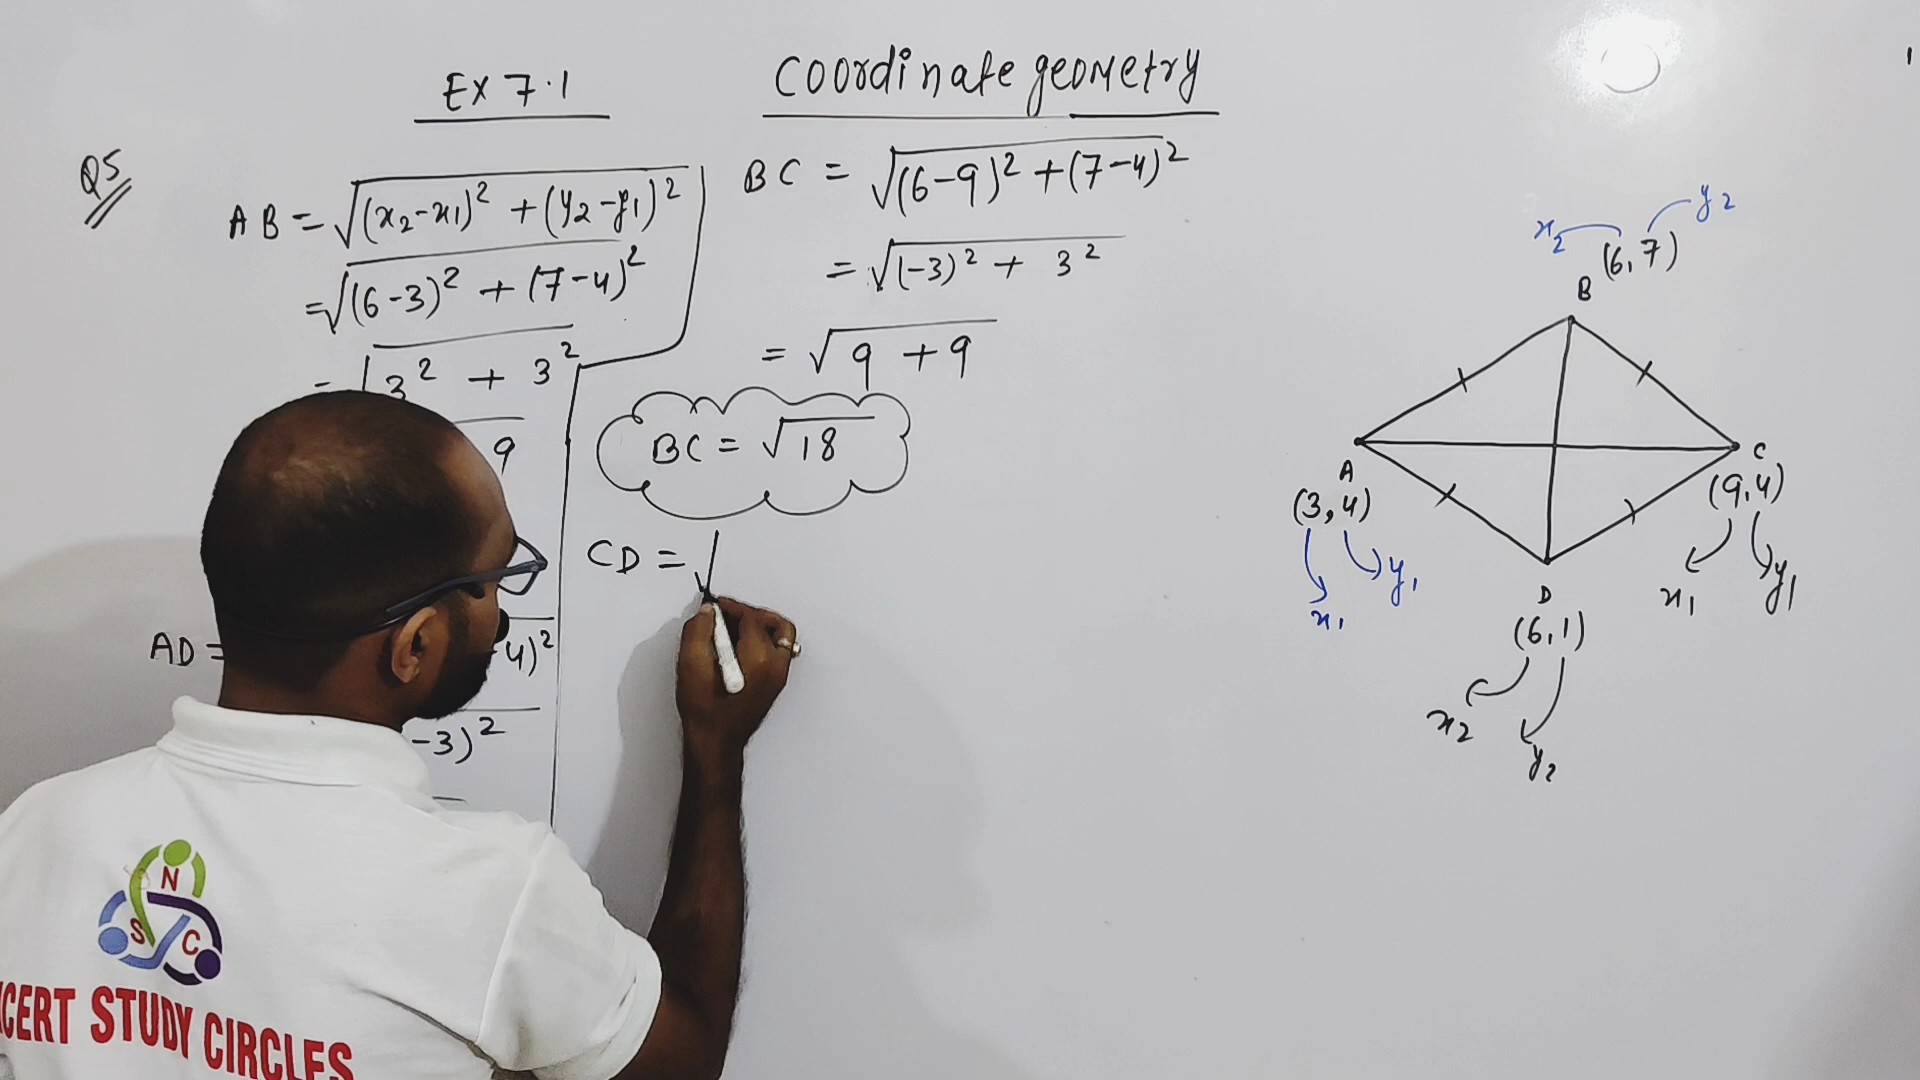 Ex 7.1
Coordinate geometry
Q5
AB = √(x₂-x₁)² + (y₂-y₁)²
= √(6-3)² + (7-4)²
= √3² + 3²
9
AD =
4)²
-3)²
BC = √(6-9)² + (7-4)²
= √(-3)² + 3²
= √9 + 9
BC = √18
CD = √
x₂
y₂
(6,7)
B
A
C
(3,4)
(9,4)
x₁
y₁
x₁
y₁
D
(6,1)
x₂
y₂
N
S C
CERT STUDY CIRCLES